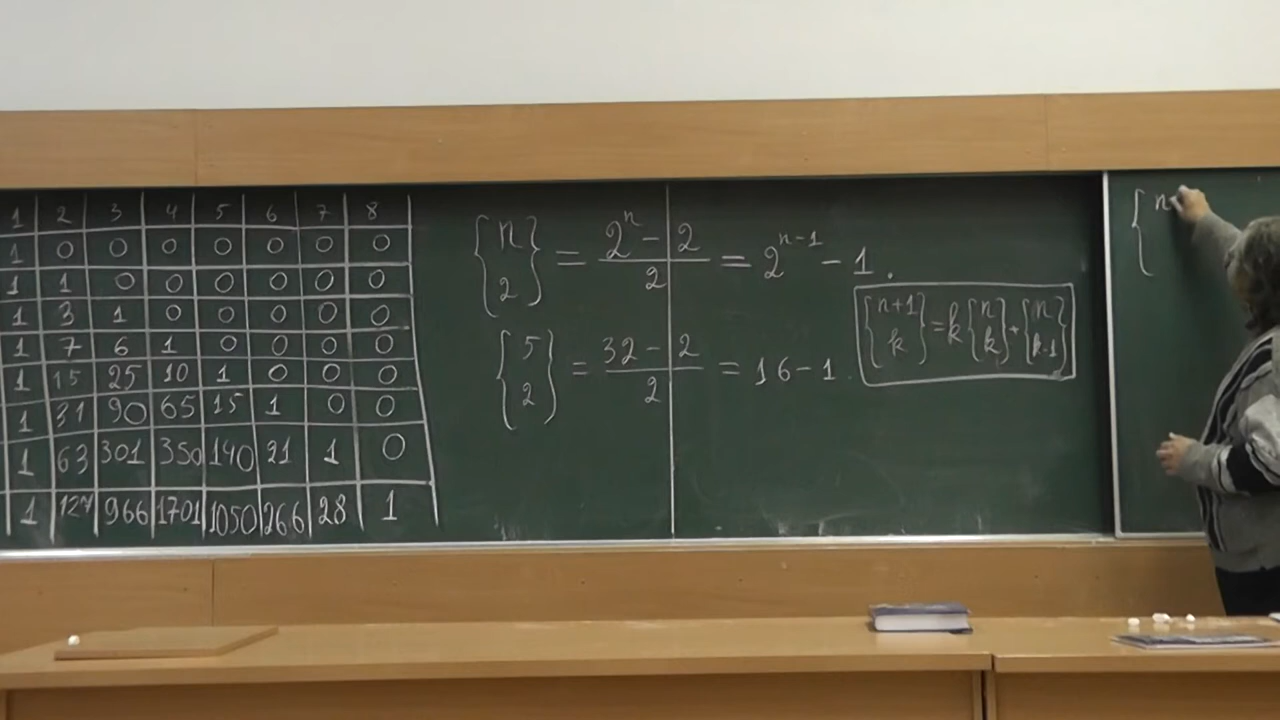 1 2 3 4 5 6 7 8
1 0 0 0 0 0 0 0
1 1 0 0 0 0 0 0
1 3 1 0 0 0 0 0
1 7 6 1 0 0 0 0
1 15 25 10 1 0 0 0
1 31 90 65 15 1 0 0
1 63 301 350 140 21 1 0
1 127 966 1701 1050 266 28 1
{n 2} = (2^n - 2)/2 = 2^{n-1} - 1.
{n+1 k} = k{n k} + {n k-1}
{5 2} = (32 - 2)/2 = 16 - 1.
{n